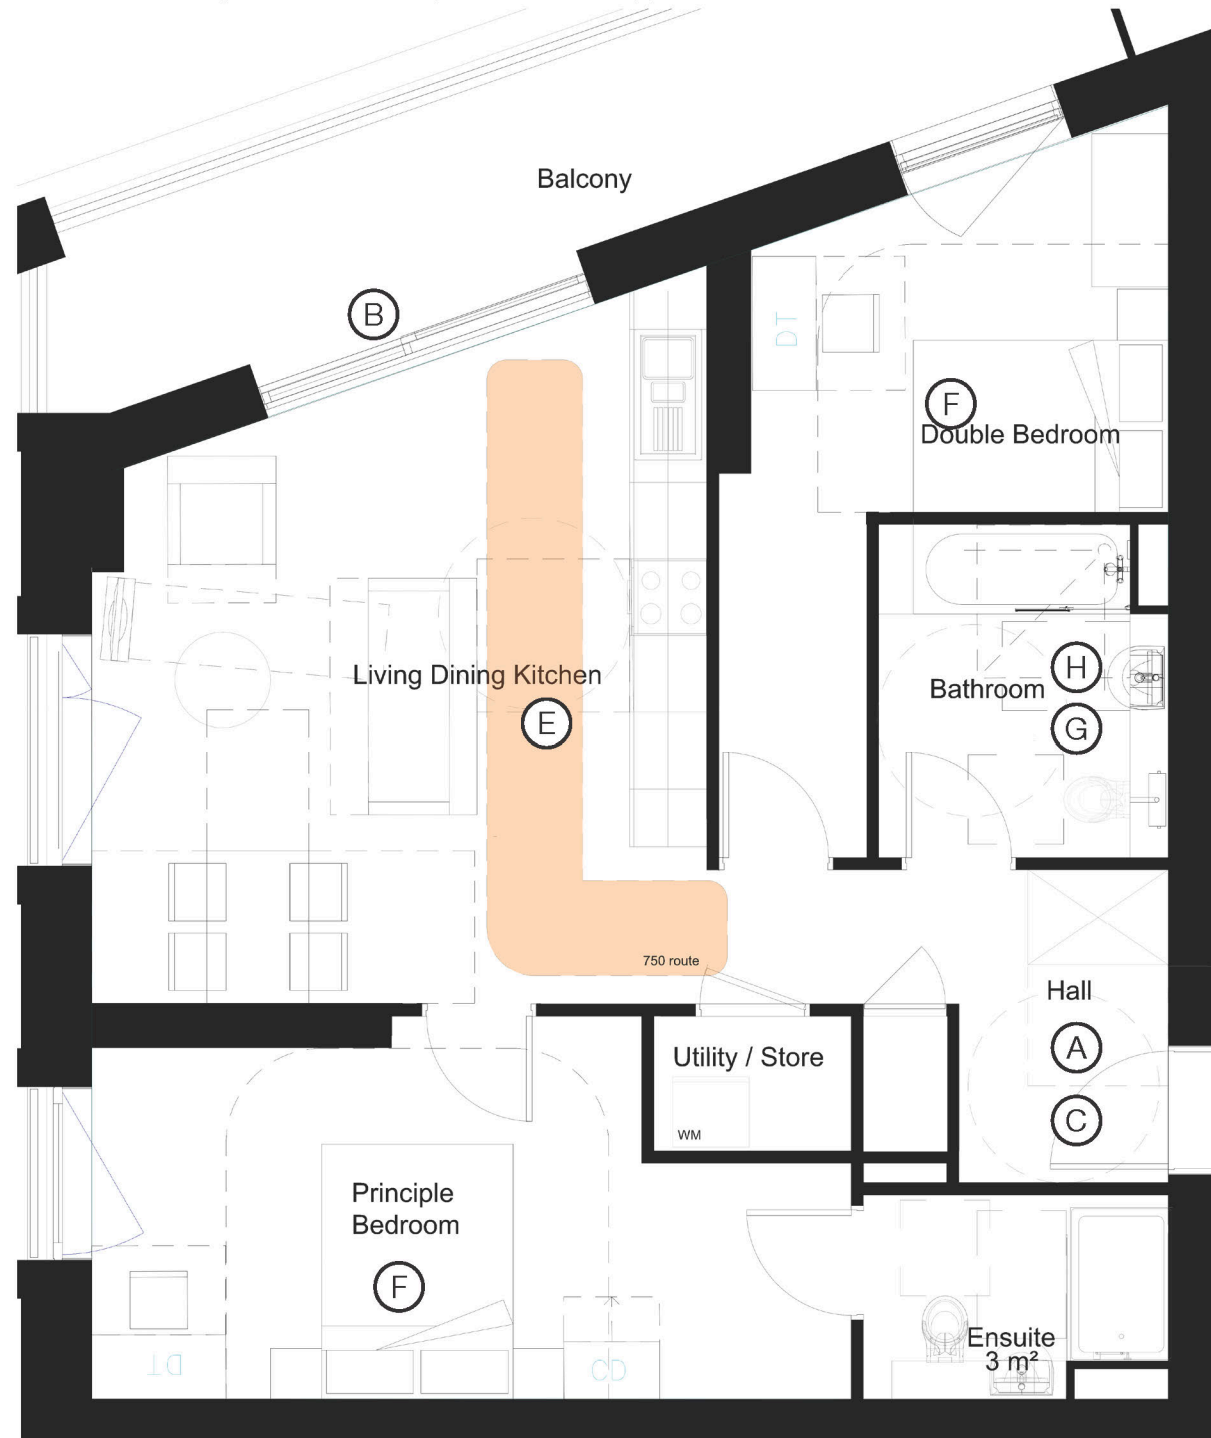 Balcony
B
DT
F
Double Bedroom
Living Dining Kitchen
E
H
Bathroom
G
750 route
Hall
A
Utility / Store
WM
C
Principle
Bedroom
F
DT
CD
Ensuite
3 m²